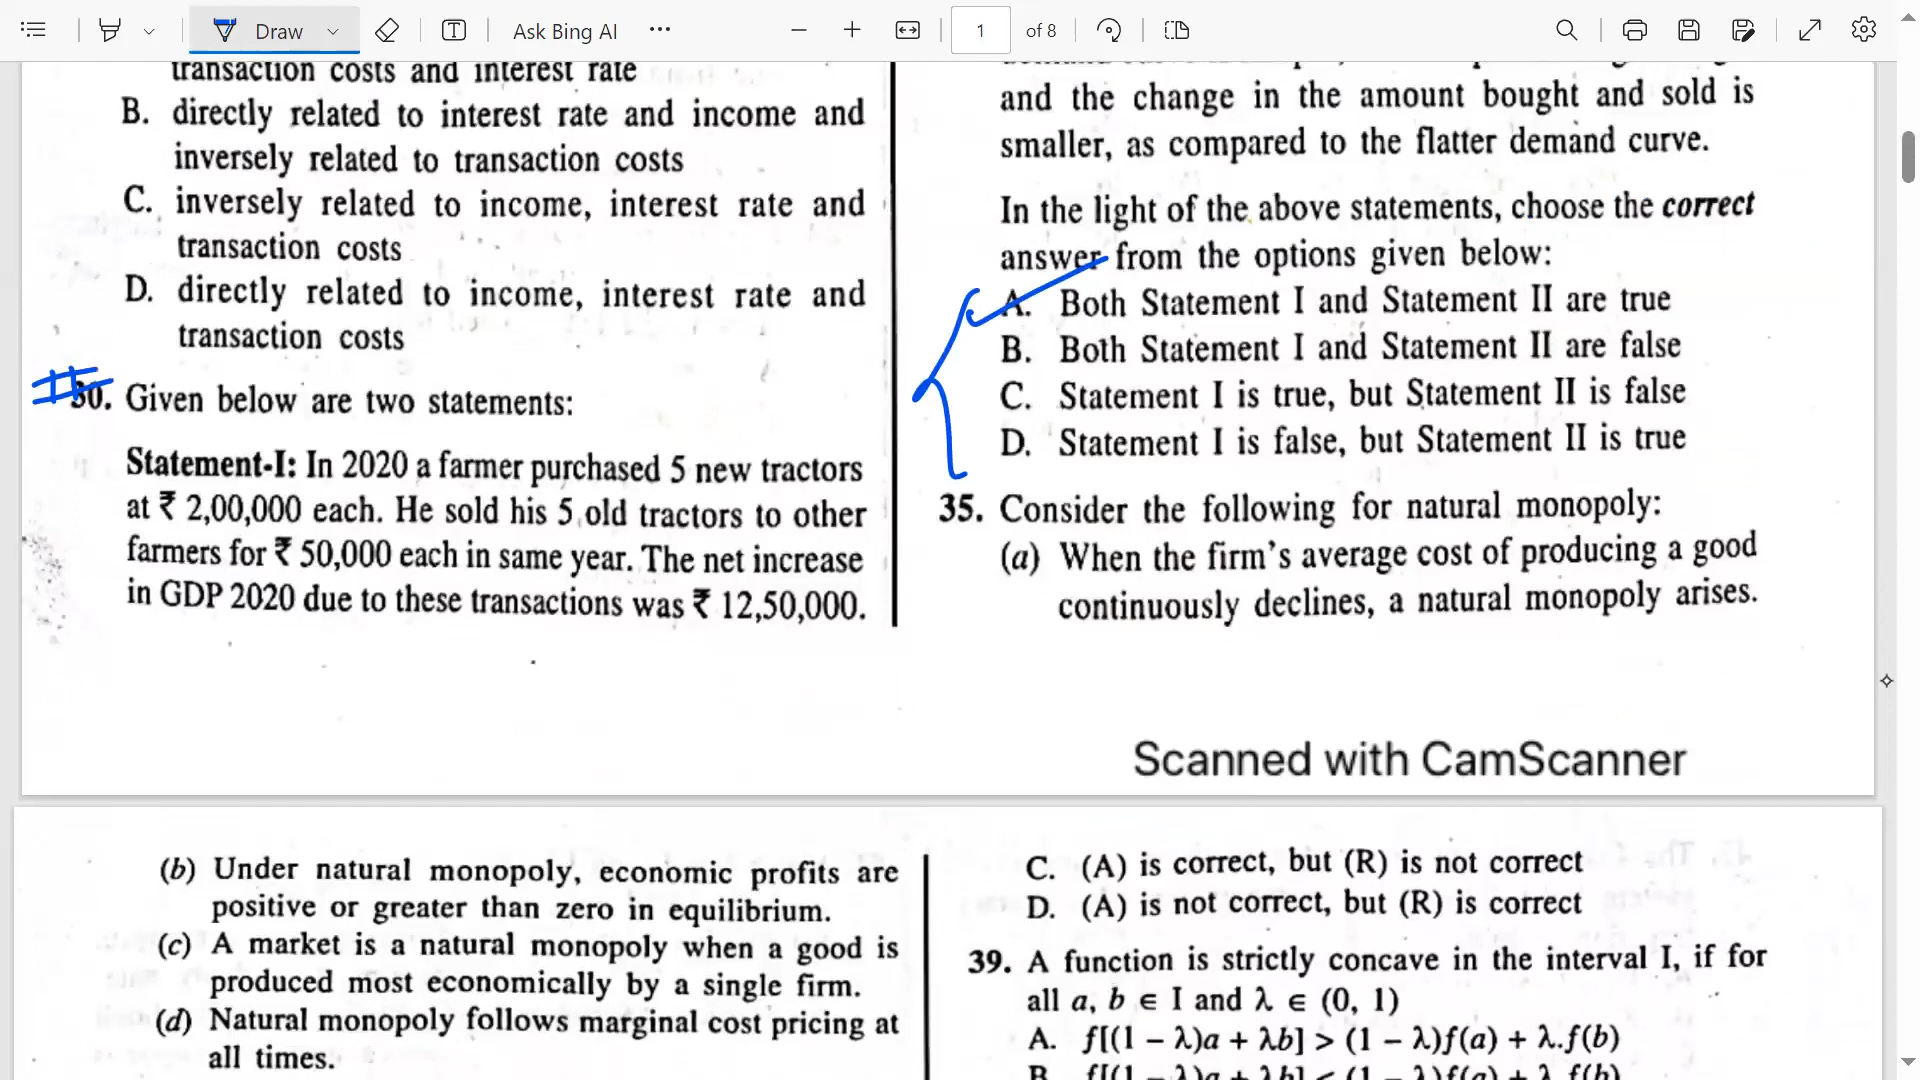 Draw
Ask Bing AI
1 of 8
transaction costs and interest rate
B. directly related to interest rate and income and
inversely related to transaction costs
C. inversely related to income, interest rate and
transaction costs
D. directly related to income, interest rate and
transaction costs
30. Given below are two statements:
Statement-I: In 2020 a farmer purchased 5 new tractors
at ₹ 2,00,000 each. He sold his 5 old tractors to other
farmers for ₹ 50,000 each in same year. The net increase
in GDP 2020 due to these transactions was ₹ 12,50,000.
and the change in the amount bought and sold is
smaller, as compared to the flatter demand curve.
In the light of the above statements, choose the correct
answer from the options given below:
A. Both Statement I and Statement II are true
B. Both Statement I and Statement II are false
C. Statement I is true, but Statement II is false
D. Statement I is false, but Statement II is true
35. Consider the following for natural monopoly:
(a) When the firm's average cost of producing a good
continuously declines, a natural monopoly arises.
Scanned with CamScanner
(b) Under natural monopoly, economic profits are
positive or greater than zero in equilibrium.
(c) A market is a natural monopoly when a good is
produced most economically by a single firm.
(d) Natural monopoly follows marginal cost pricing at
all times.
C. (A) is correct, but (R) is not correct
D. (A) is not correct, but (R) is correct
39. A function is strictly concave in the interval I, if for
all a, b ∈ I and λ ∈ (0, 1)
A. f[(1 − λ)a + λb] > (1 − λ)f(a) + λ.f(b)
B. f[(1 − λ)a + λb] < (1 − λ)f(a) + λ f(b)